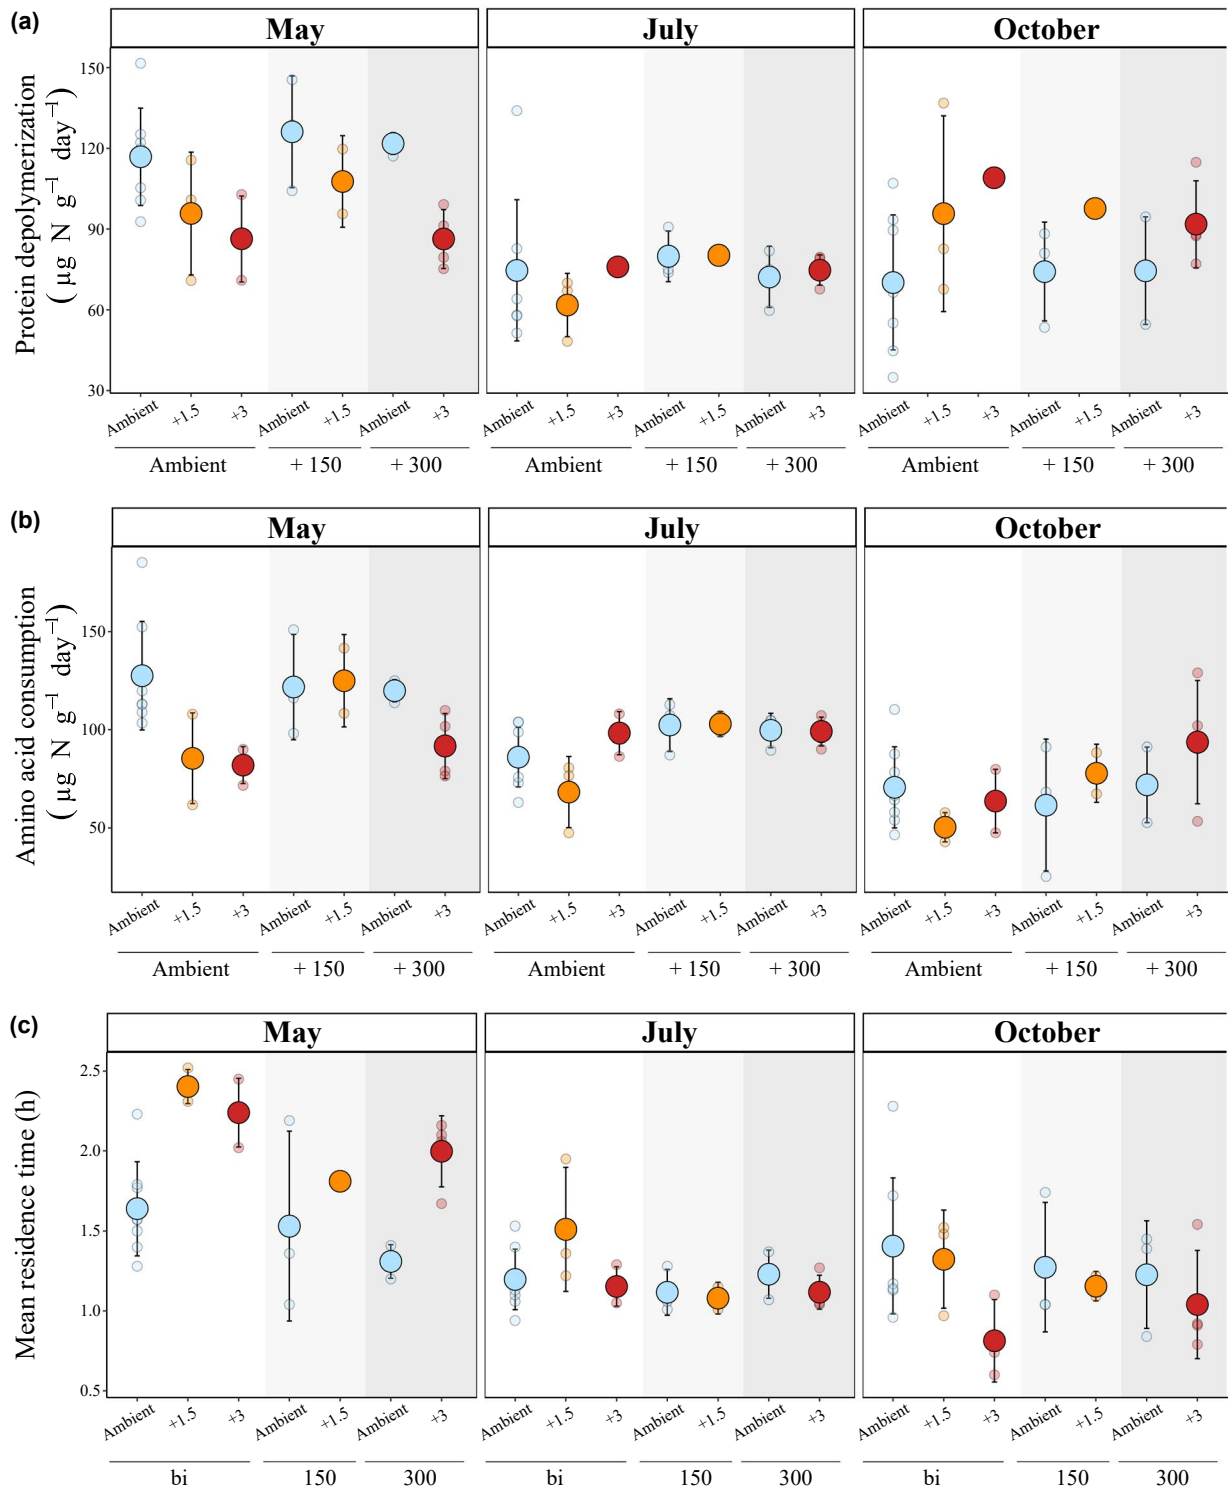 (a)
May July October
Protein depolymerization
( µg N g⁻¹ day⁻¹)
150
120
90
60
30
Ambient +1.5 +3 Ambient +1.5 Ambient +3 Ambient +1.5 +3 Ambient +1.5 Ambient +3 Ambient +1.5 +3 Ambient +1.5 Ambient +3
Ambient + 150 + 300 Ambient + 150 + 300 Ambient + 150 + 300
(b)
May July October
Amino acid consumption
( µg N g⁻¹ day⁻¹)
150
100
50
Ambient +1.5 +3 Ambient +1.5 Ambient +3 Ambient +1.5 +3 Ambient +1.5 Ambient +3 Ambient +1.5 +3 Ambient +1.5 Ambient +3
Ambient + 150 + 300 Ambient + 150 + 300 Ambient + 150 + 300
(c)
May July October
Mean residence time (h)
2.5
2.0
1.5
1.0
0.5
Ambient +1.5 +3 Ambient +1.5 Ambient +3 Ambient +1.5 +3 Ambient +1.5 Ambient +3 Ambient +1.5 +3 Ambient +1.5 Ambient +3
bi 150 300 bi 150 300 bi 150 300